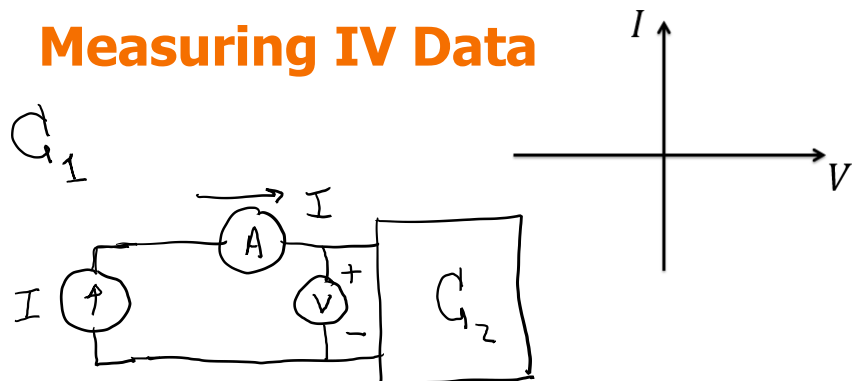 Measuring IV Data
I
V
C₁
I
A
I
V
+
-
C₂